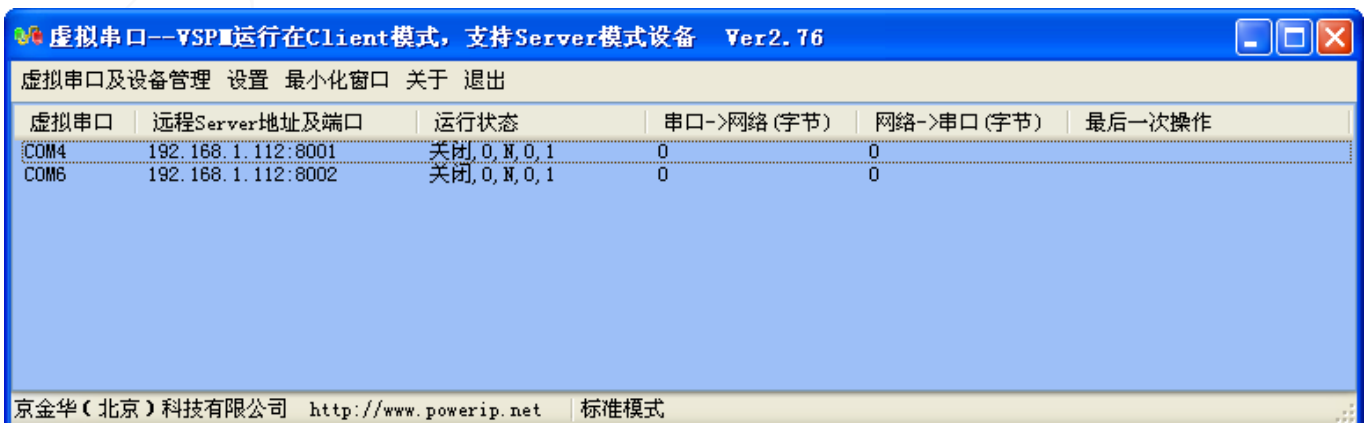 虚拟串口--VSPM运行在Client模式，支持Server模式设备 Ver2.76
虚拟串口及设备管理 设置 最小化窗口 关于 退出
虚拟串口 远程Server地址及端口 运行状态 串口->网络(字节) 网络->串口(字节) 最后一次操作
COM4 192.168.1.112:8001 关闭,0,N,0,1 0 0
COM6 192.168.1.112:8002 关闭,0,N,0,1 0 0
京金华(北京)科技有限公司 http://www.powerip.net 标准模式